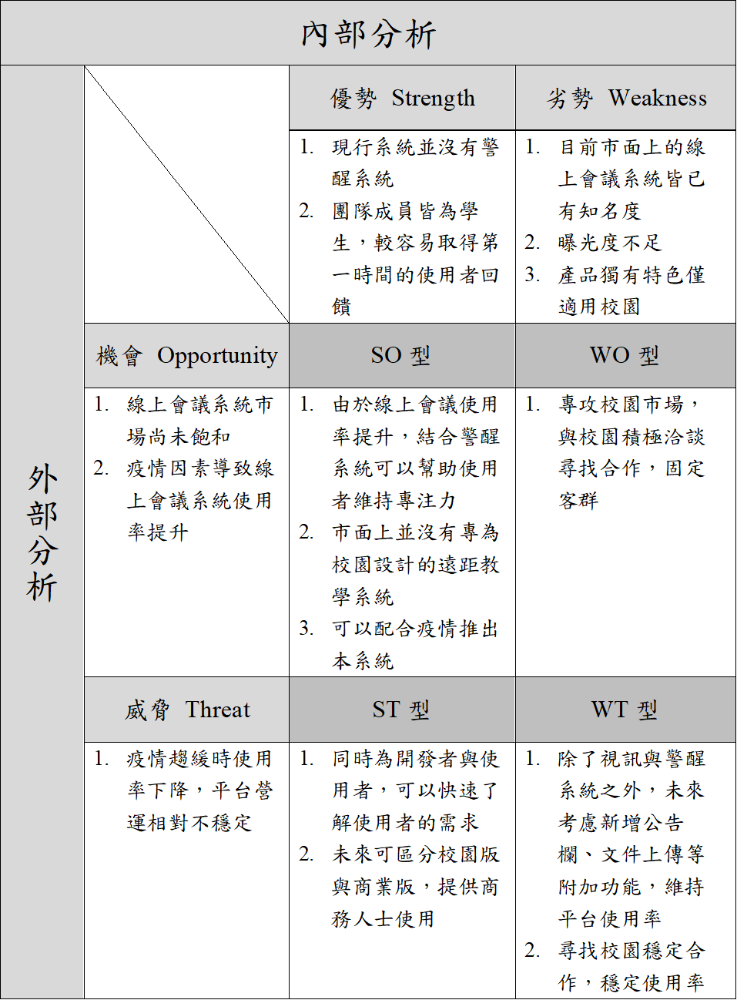 內部分析
外部分析
優勢 Strength
劣勢 Weakness
1. 現行系統並沒有警
醒系統
2. 團隊成員皆為學
生，較容易取得第
一時間的使用者回
饋
1. 目前市面上的線
上會議系統皆已
有知名度
2. 曝光度不足
3. 產品獨有特色僅
適用校園
機會 Opportunity
SO 型
WO 型
1. 線上會議系統市
場尚未飽和
2. 疫情因素導致線
上會議系統使用
率提升
1. 由於線上會議使用
率提升，結合警醒
系統可以幫助使用
者維持專注力
2. 市面上並沒有專為
校園設計的遠距教
學系統
3. 可以配合疫情推出
本系統
1. 專攻校園市場，
與校園積極洽談
尋找合作，固定
客群
威脅 Threat
ST 型
WT 型
1. 疫情趨緩時使用
率下降，平台營
運相對不穩定
1. 同時為開發者與使
用者，可以快速了
解使用者的需求
2. 未來可區分校園版
與商業版，提供商
務人士使用
1. 除了視訊與警醒
系統之外，未來
考慮新增公告
欄、文件上傳等
附加功能，維持
平台使用率
2. 尋找校園穩定合
作，穩定使用率